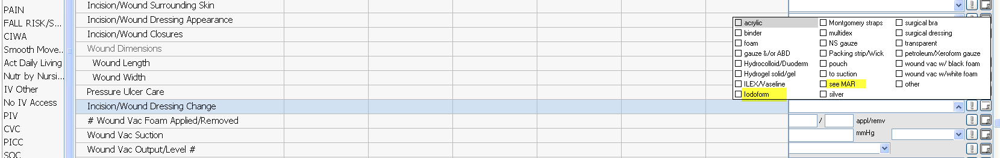 PAIN
FALL RISK/S...
CIWA
Smooth Move...
Act Daily Living
Nutr by Nursi...
IV Other
No IV Access
PIV
CVC
PICC
SOC
Incision/Wound Surrounding Skin
Incision/Wound Dressing Appearance
Incision/Wound Closures
Wound Dimensions
Wound Length
Wound Width
Pressure Ulcer Care
Incision/Wound Dressing Change
# Wound Vac Foam Applied/Removed
Wound Vac Suction
Wound Vac Output/Level #
acrylic
binder
foam
gauze &/or ABD
Hydrocolloid/Duoderm
Hydrogel solid/gel
ILEX/Vaseline
Iodoform
Montgomery straps
multidex
NS gauze
Packing strip/Wick
pouch
to suction
see MAR
silver
surgical bra
surgical dressing
transparent
petroleum/Xeroform gauze
wound vac w/ black foam
wound vac w/white foam
other
/ appl/remv
mmHg